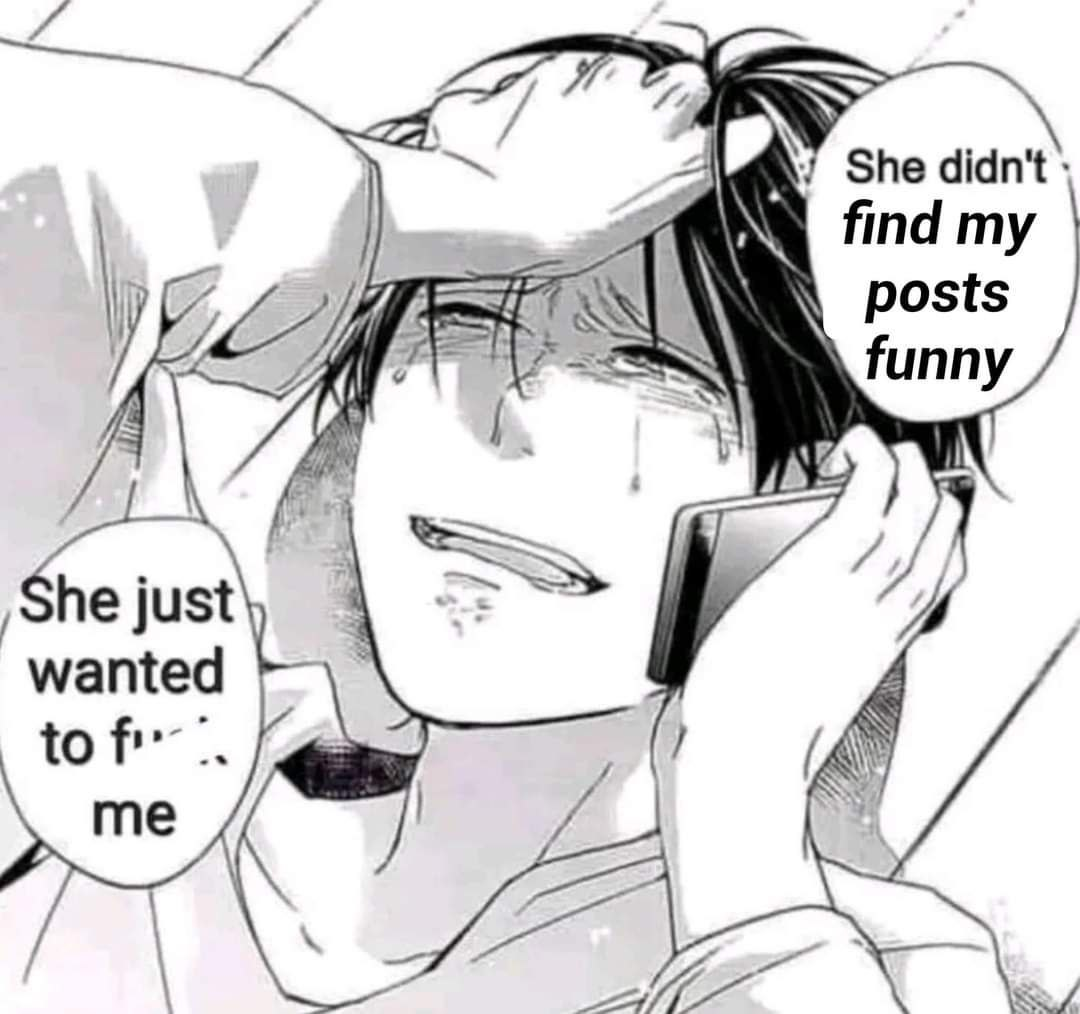 She didn't
find my
posts
funny
She just
wanted
to f
me